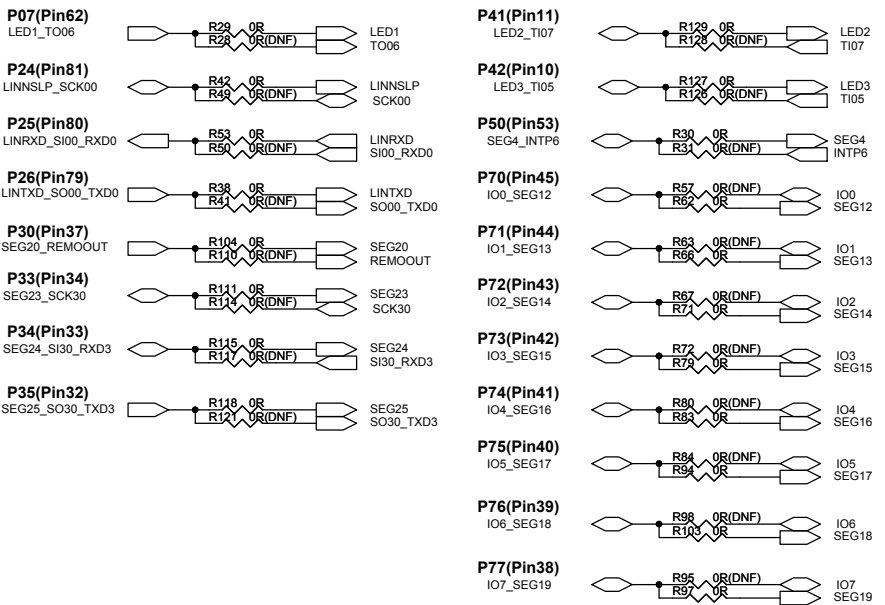 P07(Pin62)
LED1_TO06
R29 0R
R28 0R(DNF)
LED1
TO06
P24(Pin81)
LINNSLP_SCK00
R42 0R
R49 0R(DNF)
LINNSLP
SCK00
P25(Pin80)
LINRXD_SI00_RXD0
R53 0R
R50 0R(DNF)
LINRXD
SI00_RXD0
P26(Pin79)
LINTXD_SO00_TXD0
R38 0R
R41 0R(DNF)
LINTXD
SO00_TXD0
P30(Pin37)
SEG20_REMOOUT
R104 0R
R110 0R(DNF)
SEG20
REMOOUT
P33(Pin34)
SEG23_SCK30
R111 0R
R114 0R(DNF)
SEG23
SCK30
P34(Pin33)
SEG24_SI30_RXD3
R115 0R
R117 0R(DNF)
SEG24
SI30_RXD3
P35(Pin32)
SEG25_SO30_TXD3
R118 0R
R121 0R(DNF)
SEG25
SO30_TXD3
P41(Pin11)
LED2_TI07
R129 0R
R128 0R(DNF)
LED2
TI07
P42(Pin10)
LED3_TI05
R127 0R
R126 0R(DNF)
LED3
TI05
P50(Pin53)
SEG4_INTP6
R30 0R
R31 0R(DNF)
SEG4
INTP6
P70(Pin45)
IO0_SEG12
R57 0R(DNF)
R62 0R
IO0
SEG12
P71(Pin44)
IO1_SEG13
R63 0R(DNF)
R66 0R
IO1
SEG13
P72(Pin43)
IO2_SEG14
R67 0R(DNF)
R71 0R
IO2
SEG14
P73(Pin42)
IO3_SEG15
R72 0R(DNF)
R79 0R
IO3
SEG15
P74(Pin41)
IO4_SEG16
R80 0R(DNF)
R83 0R
IO4
SEG16
P75(Pin40)
IO5_SEG17
R84 0R(DNF)
R94 0R
IO5
SEG17
P76(Pin39)
IO6_SEG18
R98 0R(DNF)
R103 0R
IO6
SEG18
P77(Pin38)
IO7_SEG19
R95 0R(DNF)
R97 0R
IO7
SEG19